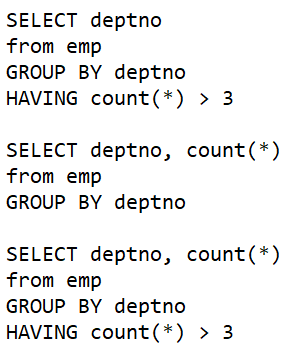 SELECT deptno
from emp
GROUP BY deptno
HAVING count(*) > 3

SELECT deptno, count(*)
from emp
GROUP BY deptno

SELECT deptno, count(*)
from emp
GROUP BY deptno
HAVING count(*) > 3